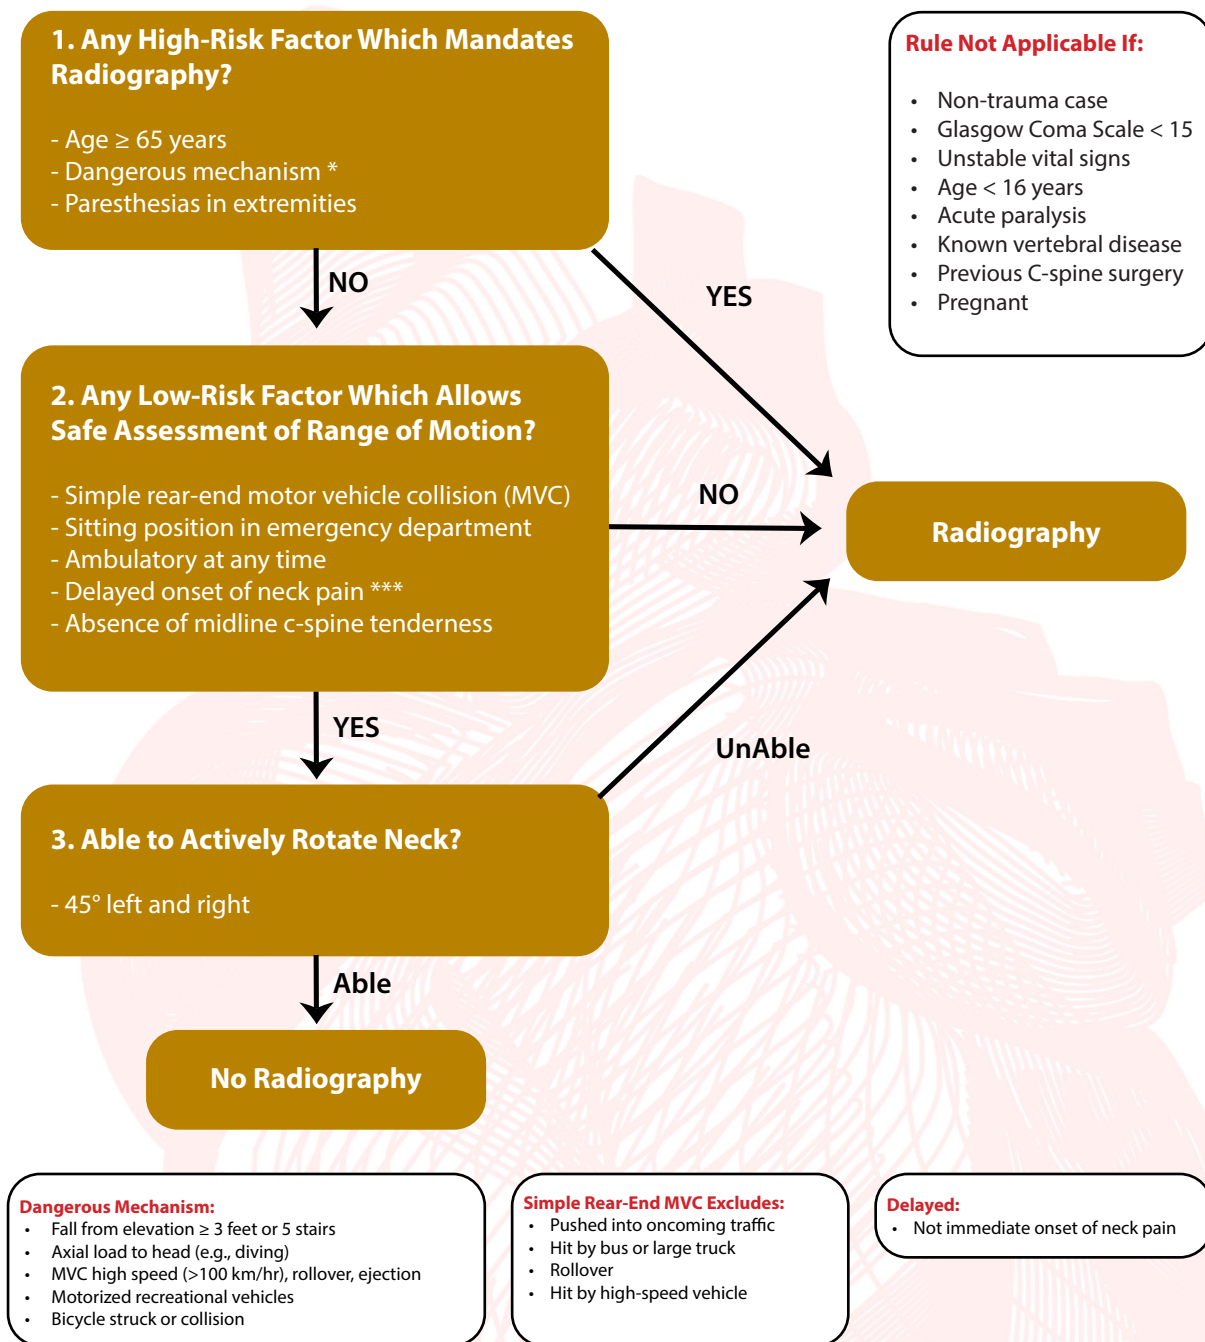 1. Any High-Risk Factor Which Mandates
Radiography?
- Age ≥ 65 years
- Dangerous mechanism *
- Paresthesias in extremities
Rule Not Applicable If:
• Non-trauma case
• Glasgow Coma Scale < 15
• Unstable vital signs
• Age < 16 years
• Acute paralysis
• Known vertebral disease
• Previous C-spine surgery
• Pregnant
NO
YES
2. Any Low-Risk Factor Which Allows
Safe Assessment of Range of Motion?
- Simple rear-end motor vehicle collision (MVC)
- Sitting position in emergency department
- Ambulatory at any time
- Delayed onset of neck pain ***
- Absence of midline c-spine tenderness
NO
Radiography
YES
UnAble
3. Able to Actively Rotate Neck?
- 45° left and right
Able
No Radiography
Dangerous Mechanism:
• Fall from elevation ≥ 3 feet or 5 stairs
• Axial load to head (e.g., diving)
• MVC high speed (>100 km/hr), rollover, ejection
• Motorized recreational vehicles
• Bicycle struck or collision
Simple Rear-End MVC Excludes:
• Pushed into oncoming traffic
• Hit by bus or large truck
• Rollover
• Hit by high-speed vehicle
Delayed:
• Not immediate onset of neck pain